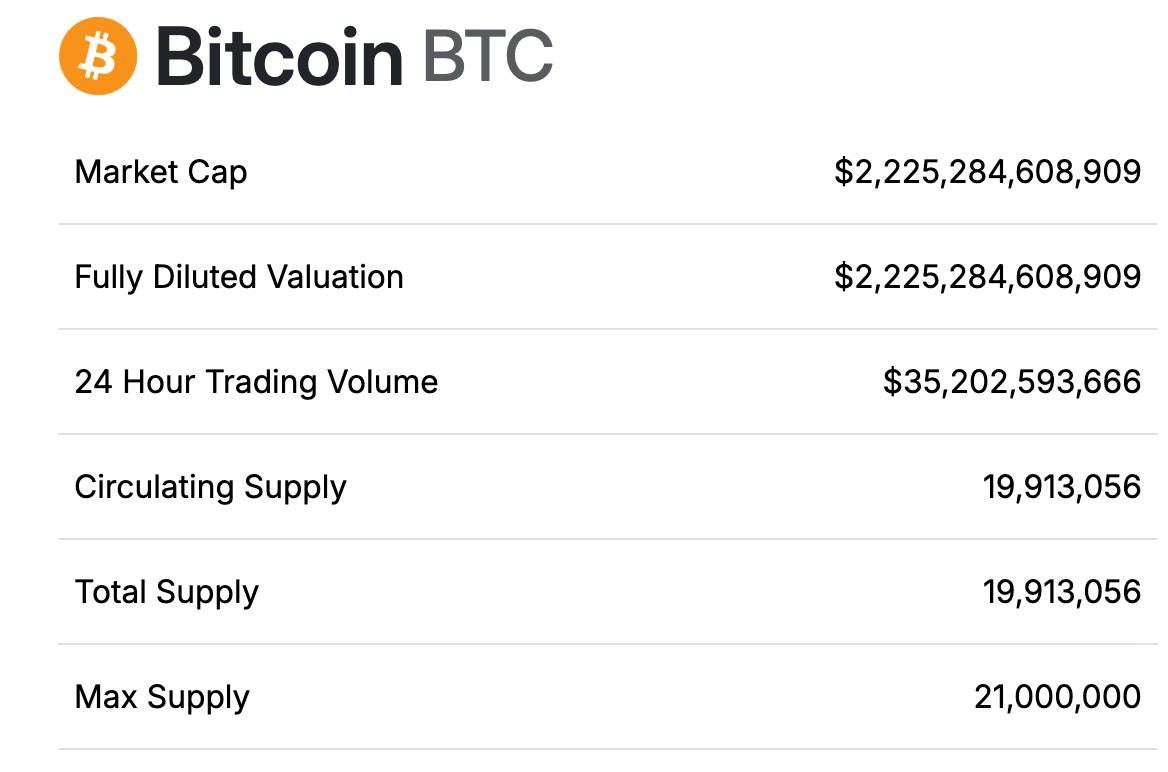 Bitcoin BTC
Market Cap $2,225,284,608,909
Fully Diluted Valuation $2,225,284,608,909
24 Hour Trading Volume $35,202,593,666
Circulating Supply 19,913,056
Total Supply 19,913,056
Max Supply 21,000,000